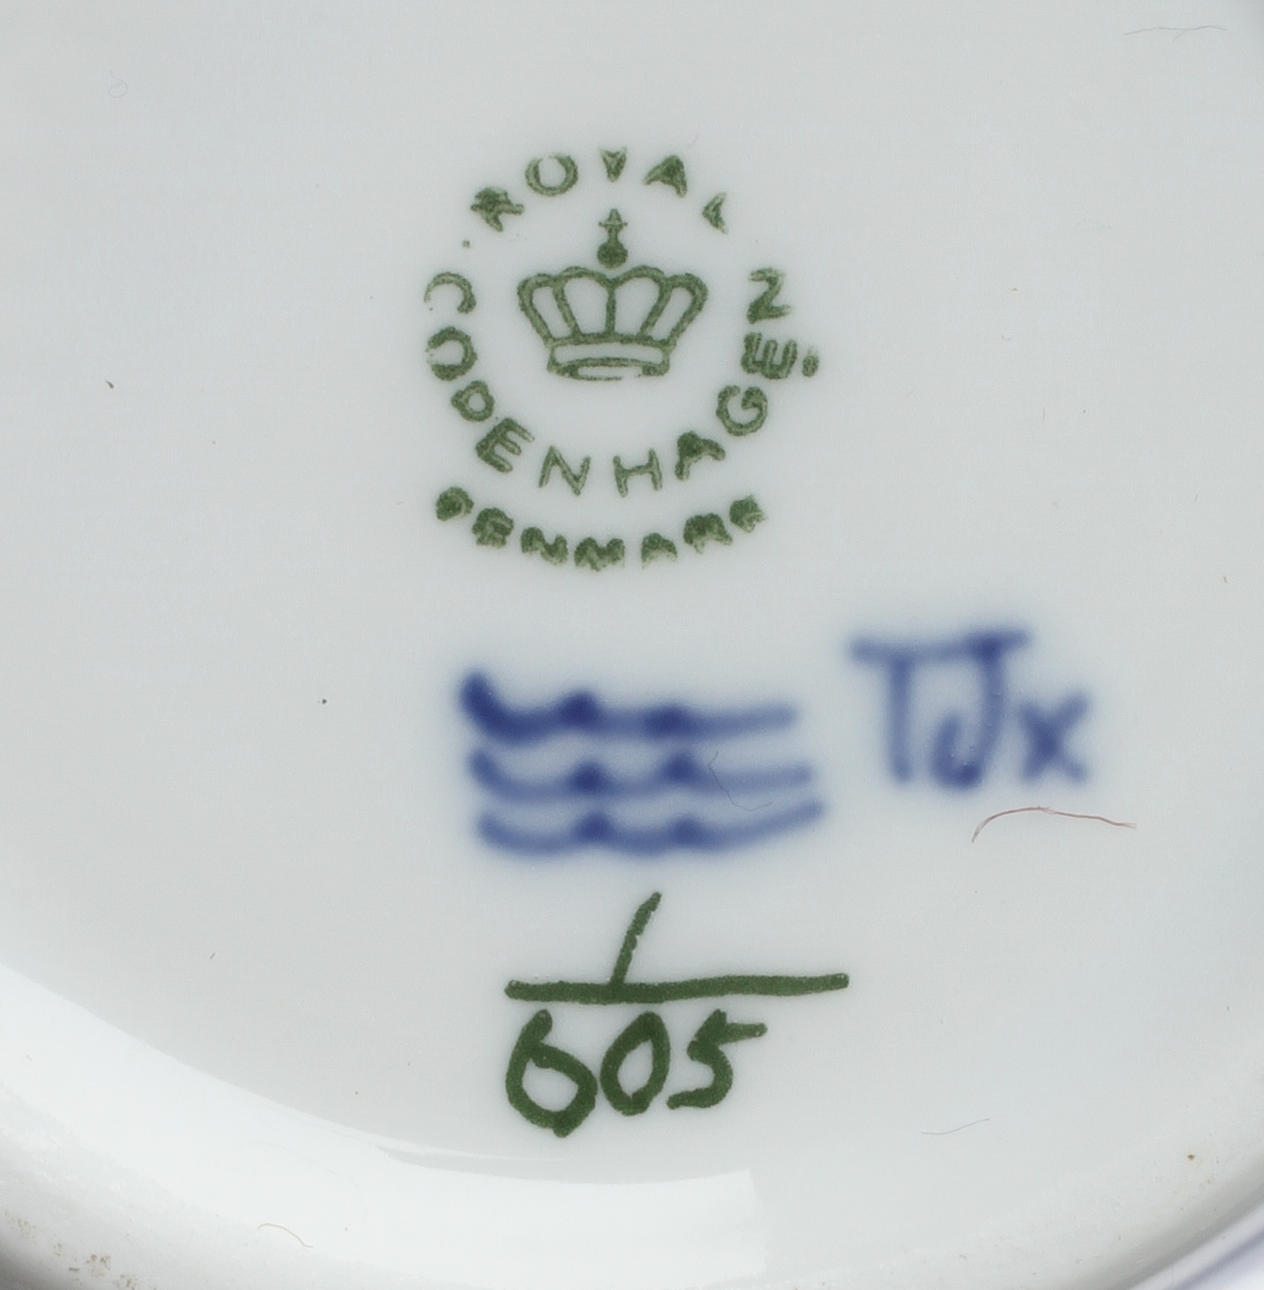 ROYAL
COPENHAGEN
DENMARK
TJx
1
605